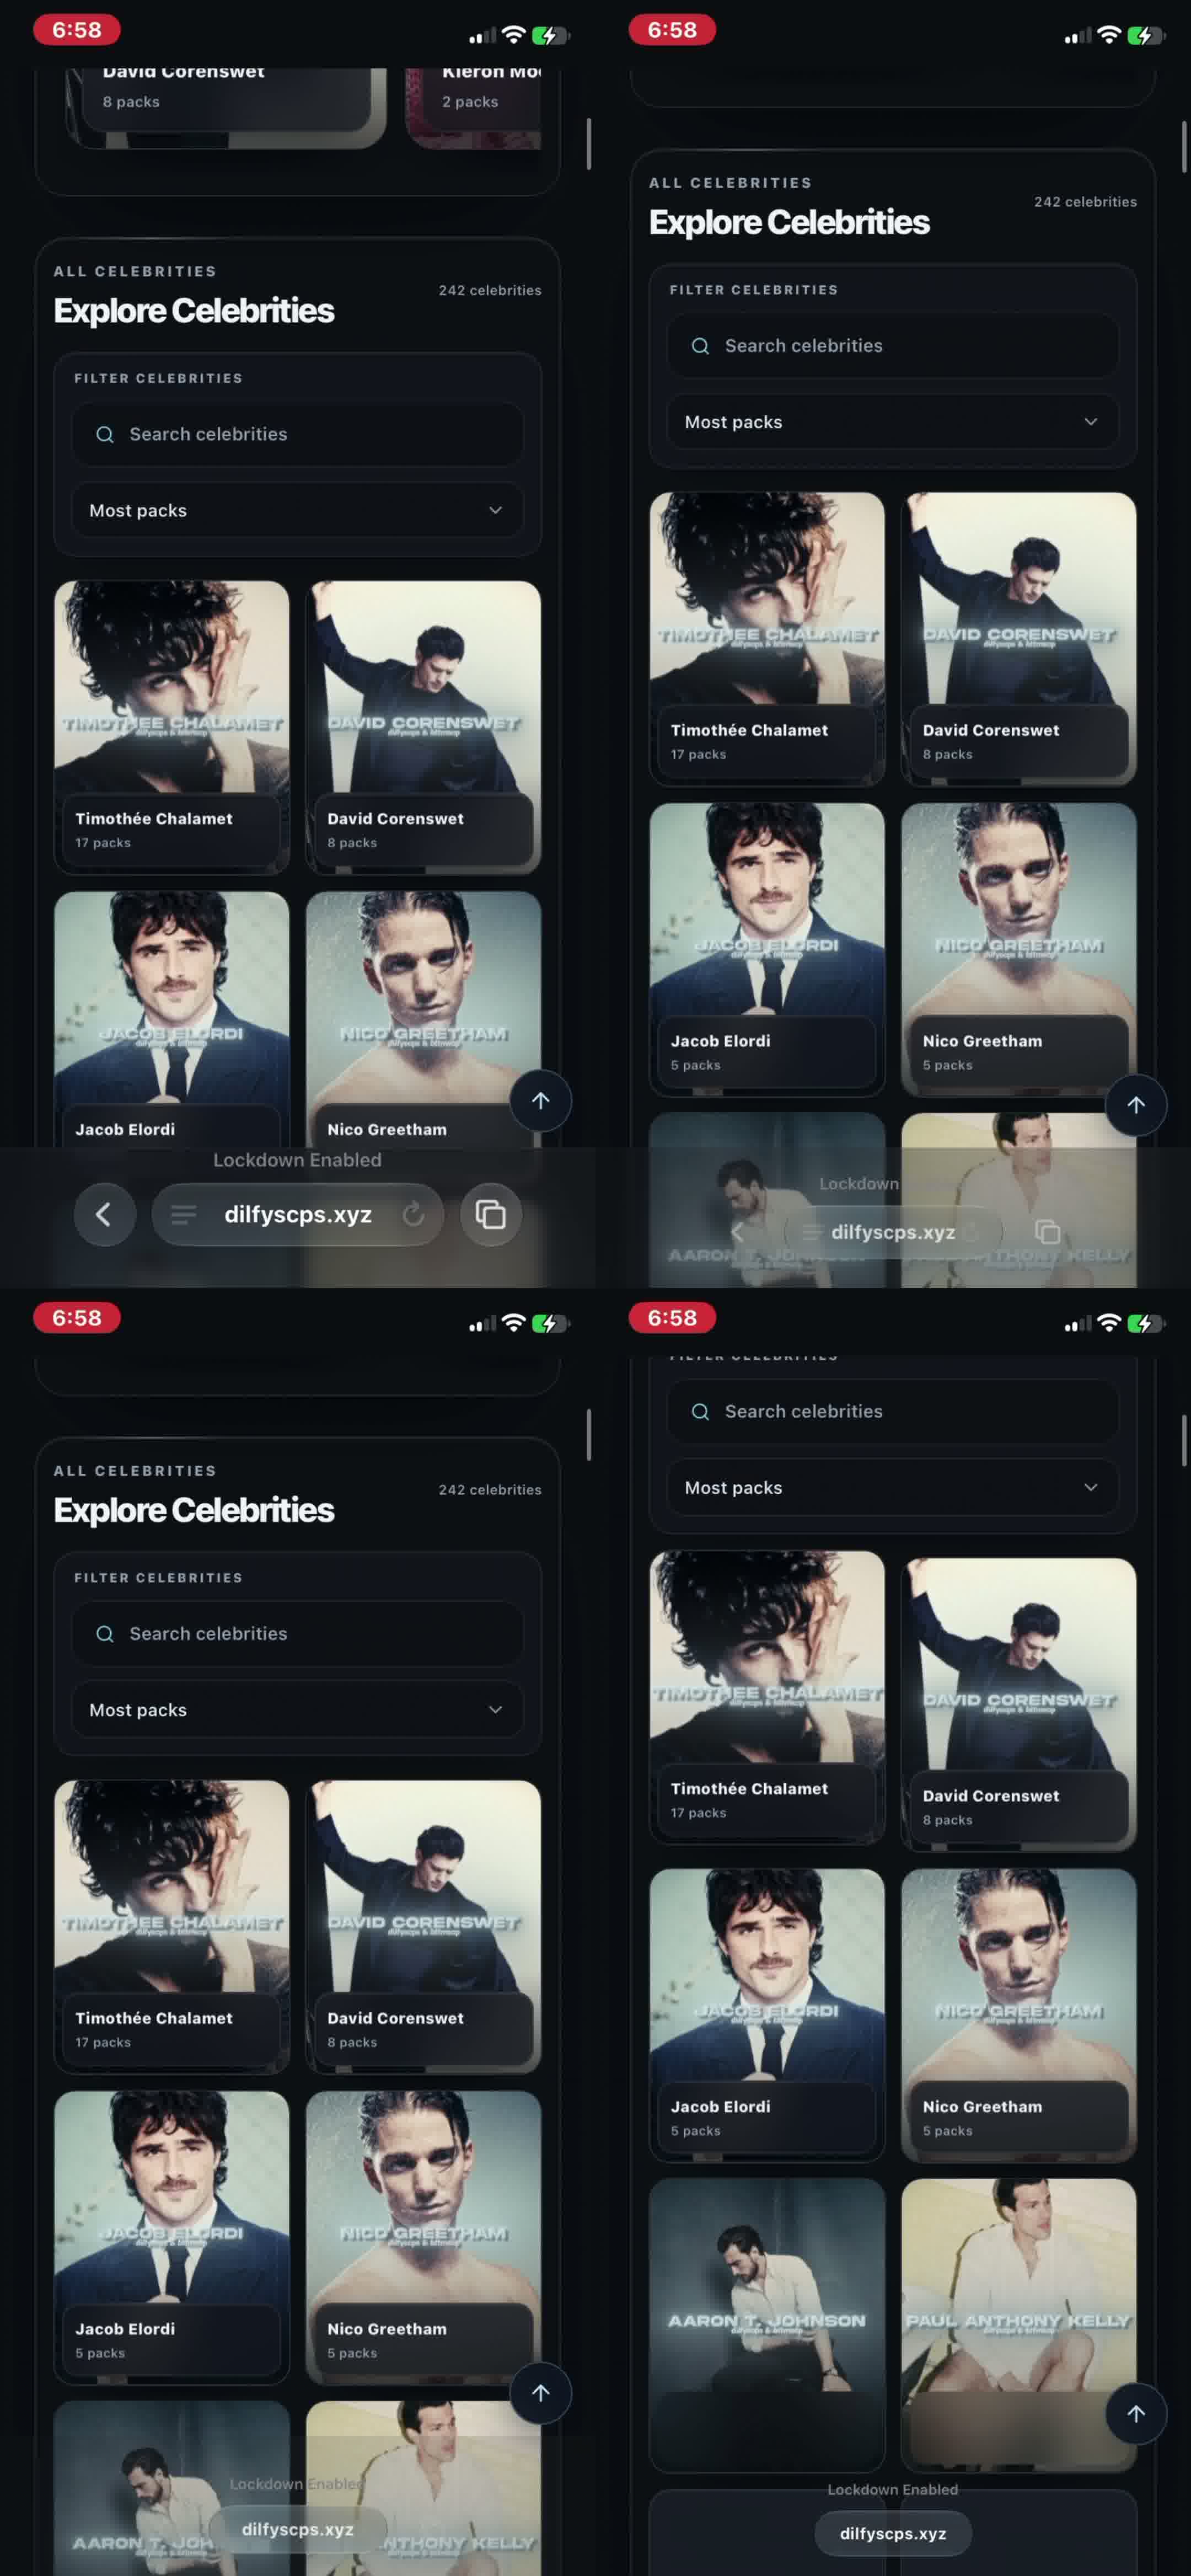 6:58
David Corenswet
8 packs
2 packs
ALL CELEBRITIES
242 celebrities
Explore Celebrities
FILTER CELEBRITIES
Search celebrities
Most packs
TIMOTHEE CHALAMET
DAVID CORENSWET
Timothée Chalamet
17 packs
David Corenswet
8 packs
JACOB ELORDI
NICO GREETHAM
Jacob Elordi
Nico Greetham
Lockdown Enabled
dilfyscps.xyz
6:58
ALL CELEBRITIES
242 celebrities
Explore Celebrities
FILTER CELEBRITIES
Search celebrities
Most packs
TIMOTHEE CHALAMET
DAVID CORENSWET
Timothée Chalamet
17 packs
David Corenswet
8 packs
JACOB ELORDI
NICO GREETHAM
Jacob Elordi
5 packs
Nico Greetham
5 packs
Lockdown
dilfyscps.xyz
AARON KELLY
6:58
ALL CELEBRITIES
242 celebrities
Explore Celebrities
FILTER CELEBRITIES
Search celebrities
Most packs
TIMOTHEE CHALAMET
DAVID CORENSWET
Timothée Chalamet
17 packs
David Corenswet
8 packs
JACOB ELORDI
NICO GREETHAM
Jacob Elordi
5 packs
Nico Greetham
5 packs
Lockdown Enabled
dilfyscps.xyz
AARON T. KELLY
6:58
FILTER CELEBRITIES
Search celebrities
Most packs
TIMOTHEE CHALAMET
DAVID CORENSWET
Timothée Chalamet
17 packs
David Corenswet
8 packs
JACOB ELORDI
NICO GREETHAM
Jacob Elordi
5 packs
Nico Greetham
5 packs
AARON T. JOHNSON
PAUL ANTHONY KELLY
Lockdown Enabled
dilfyscps.xyz